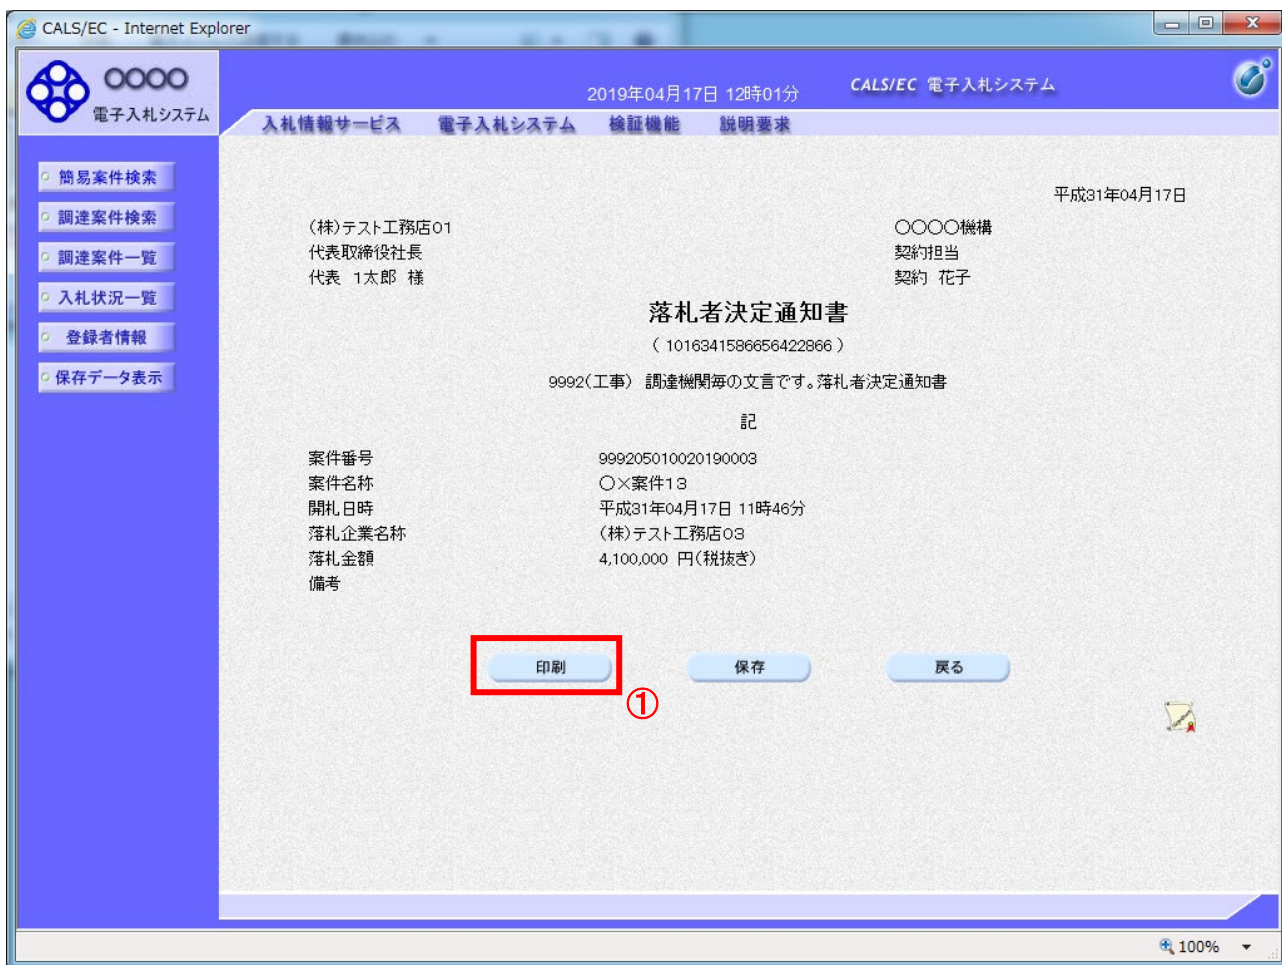 CALS/EC - Internet Explorer
〇〇〇〇
電子入札システム
2019年04月17日 12時01分
CALS/EC 電子入札システム
入札情報サービス 電子入札システム 検証機能 説明要求
簡易案件検索
調達案件検索
調達案件一覧
入札状況一覧
登録者情報
保存データ表示
平成31年04月17日
(株)テスト工務店01
代表取締役社長
代表 1太郎 様
〇〇〇〇機構
契約担当
契約 花子
落札者決定通知書
(1016341586656422866)
9992(工事) 調達機関毎の文言です。落札者決定通知書
記
案件番号 999205010020190003
案件名称 〇×案件13
開札日時 平成31年04月17日 11時46分
落札企業名称 (株)テスト工務店03
落札金額 4,100,000 円(税抜き)
備考
印刷 保存 戻る
①
100%